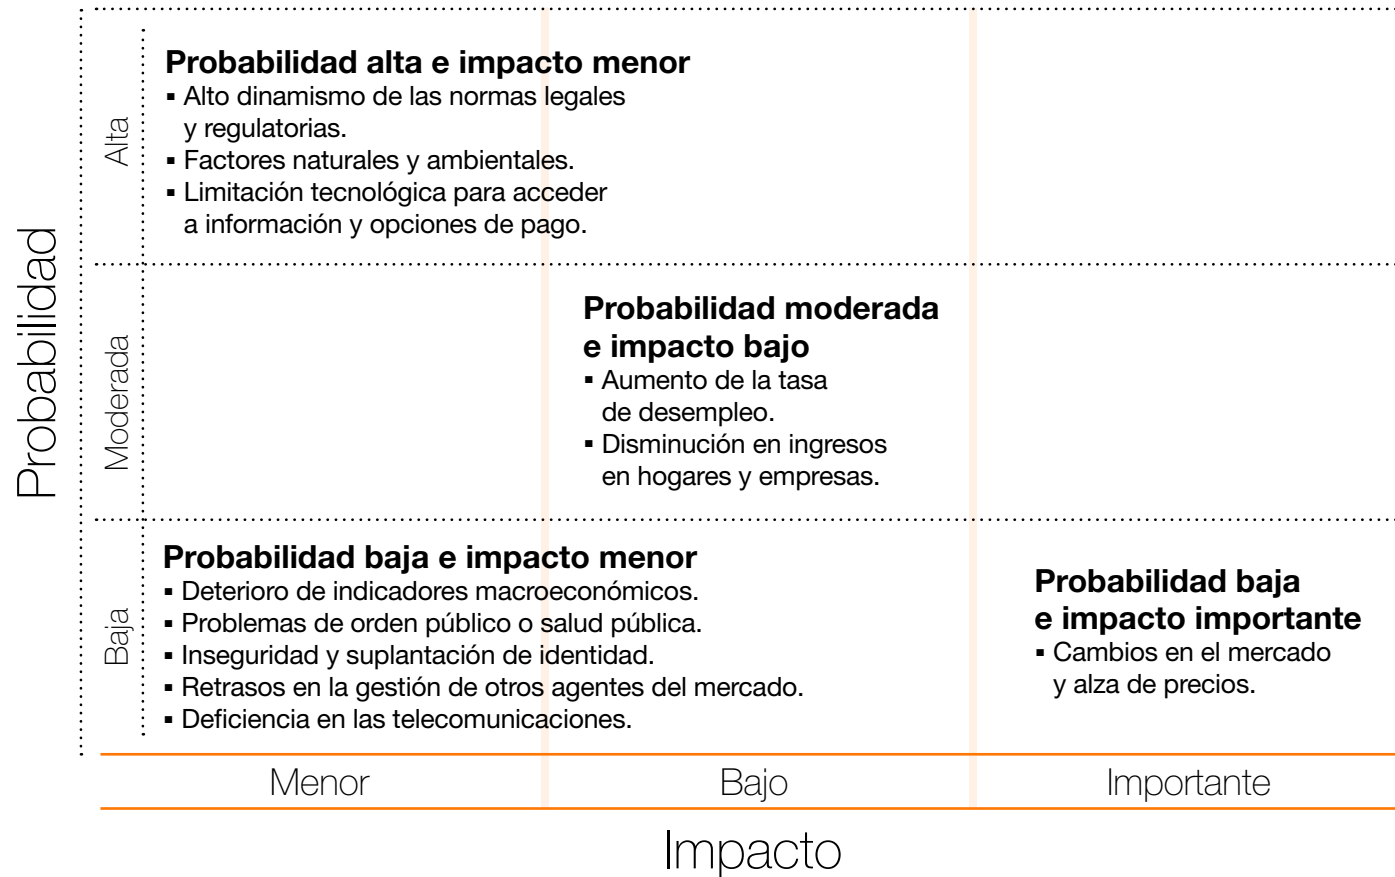 Probabilidad
Alta
Probabilidad alta e impacto menor
▪ Alto dinamismo de las normas legales
y regulatorias.
▪ Factores naturales y ambientales.
▪ Limitación tecnológica para acceder
a información y opciones de pago.
Moderada
Probabilidad moderada
e impacto bajo
▪ Aumento de la tasa
de desempleo.
▪ Disminución en ingresos
en hogares y empresas.
Baja
Probabilidad baja e impacto menor
▪ Deterioro de indicadores macroeconómicos.
▪ Problemas de orden público o salud pública.
▪ Inseguridad y suplantación de identidad.
▪ Retrasos en la gestión de otros agentes del mercado.
▪ Deficiencia en las telecomunicaciones.
Probabilidad baja
e impacto importante
▪ Cambios en el mercado
y alza de precios.
Menor
Bajo
Importante
Impacto